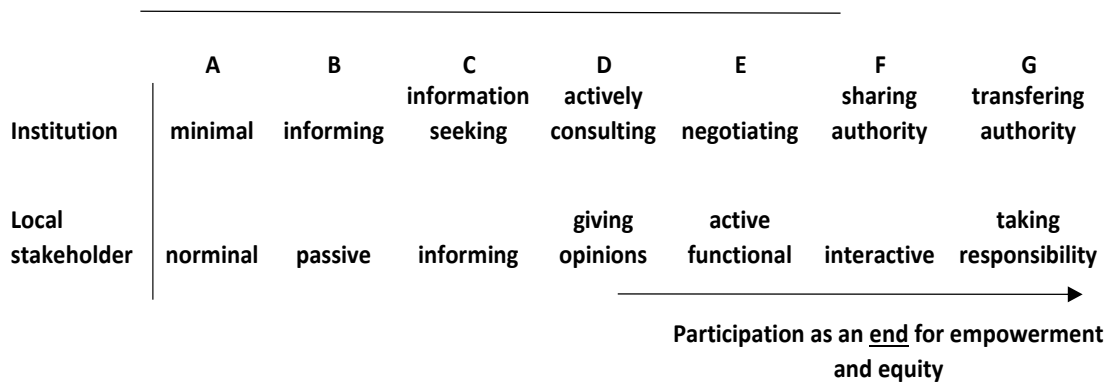 A B C D E F G
information actively sharing transfering
Institution minimal informing seeking consulting negotiating authority authority
Local giving active taking
stakeholder norminal passive informing opinions functional interactive responsibility
Participation as an end for empowerment
and equity